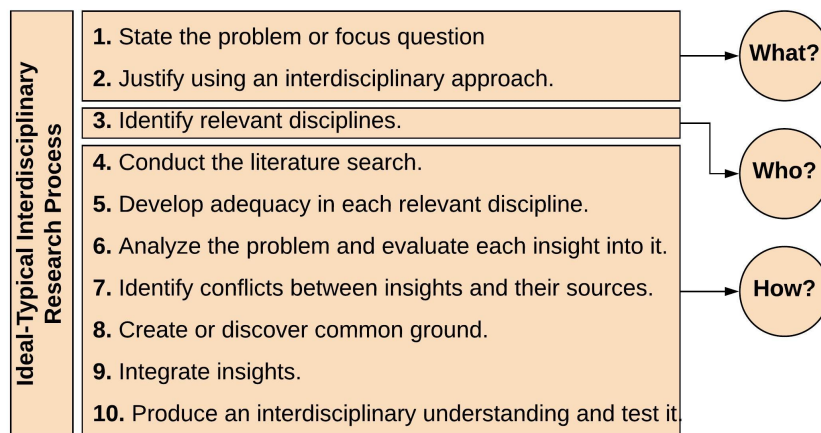 Ideal-Typical Interdisciplinary
Research Process
1. State the problem or focus question
2. Justify using an interdisciplinary approach.
What?
3. Identify relevant disciplines.
Who?
4. Conduct the literature search.
5. Develop adequacy in each relevant discipline.
6. Analyze the problem and evaluate each insight into it.
7. Identify conflicts between insights and their sources.
8. Create or discover common ground.
9. Integrate insights.
10. Produce an interdisciplinary understanding and test it.
How?